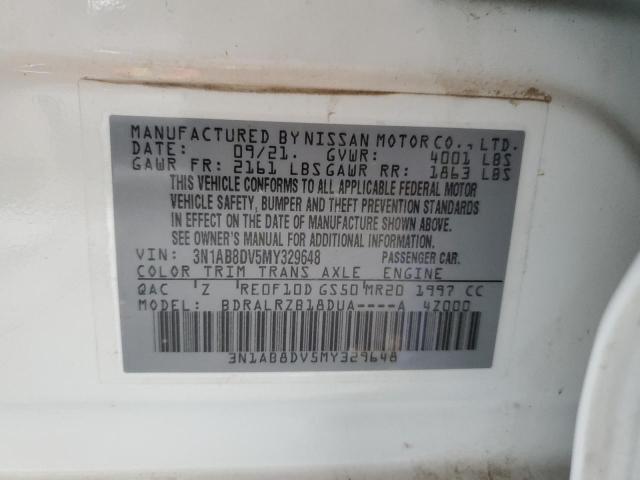 MANUFACTURED BY NISSAN MOTOR CO., LTD.
DATE: 09/21. GVWR: 4001 LBS
GAWR FR: 2161 LBS GAWR RR: 1863 LBS
THIS VEHICLE CONFORMS TO ALL APPLICABLE FEDERAL MOTOR
VEHICLE SAFETY, BUMPER AND THEFT PREVENTION STANDARDS
IN EFFECT ON THE DATE OF MANUFACTURE SHOWN ABOVE.
SEE OWNER'S MANUAL FOR ADDITIONAL INFORMATION.
VIN: 3N1AB8DV5MY329648 PASSENGER CAR.
COLOR TRIM TRANS AXLE ENGINE
QAC 'Z 'RE0F10D GS50 MR20 1997 CC
MODEL: BDRALRZB18DUA----A 4Z000
3N1AB8DV5MY329648